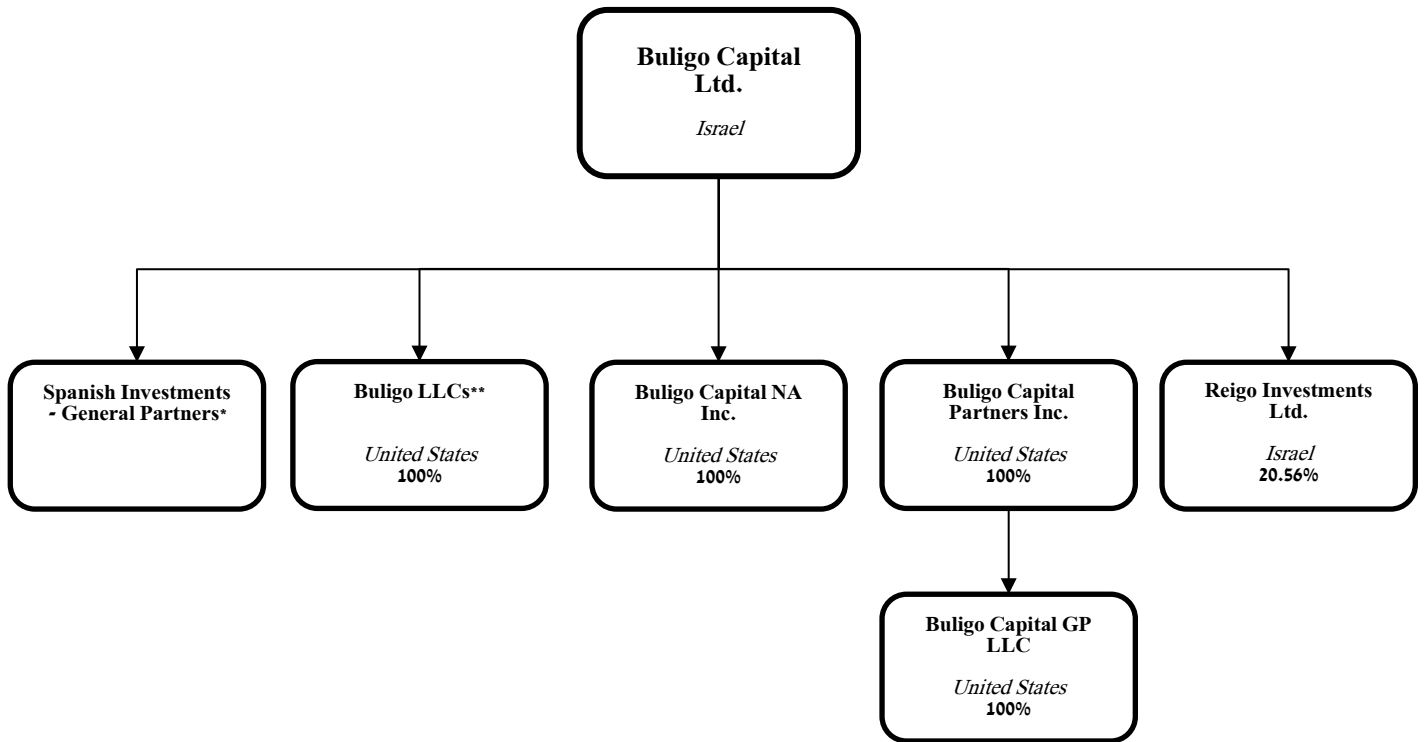 Buligo Capital
Ltd.
Israel
Spanish Investments
- General Partners*
Buligo LLCs**
United States
100%
Buligo Capital NA
Inc.
United States
100%
Buligo Capital
Partners Inc.
United States
100%
Reigo Investments
Ltd.
Israel
20.56%
Buligo Capital GP
LLC
United States
100%